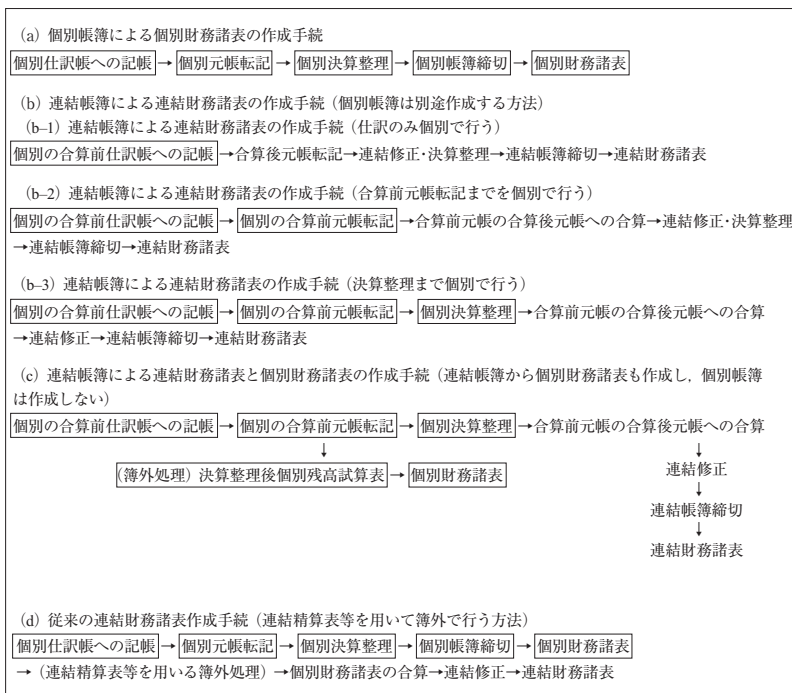 (a) 個別帳簿による個別財務諸表の作成手続
個別仕訳帳への記帳→個別元帳転記→個別決算整理→個別帳簿締切→個別財務諸表
(b) 連結帳簿による連結財務諸表の作成手続（個別帳簿は別途作成する方法）
(b–1) 連結帳簿による連結財務諸表の作成手続（仕訳のみ個別で行う）
個別の合算前仕訳帳への記帳→合算後元帳転記→連結修正・決算整理→連結帳簿締切→連結財務諸表
(b–2) 連結帳簿による連結財務諸表の作成手続（合算前元帳転記までを個別で行う）
個別の合算前仕訳帳への記帳→個別の合算前元帳転記→合算前元帳の合算後元帳への合算→連結修正・決算整理
→連結帳簿締切→連結財務諸表
(b–3) 連結帳簿による連結財務諸表の作成手続（決算整理まで個別で行う）
個別の合算前仕訳帳への記帳→個別の合算前元帳転記→個別決算整理→合算前元帳の合算後元帳への合算
→連結修正→連結帳簿締切→連結財務諸表
(c) 連結帳簿による連結財務諸表と個別財務諸表の作成手続（連結帳簿から個別財務諸表も作成し，個別帳簿
は作成しない）
個別の合算前仕訳帳への記帳→個別の合算前元帳転記→個別決算整理→合算前元帳の合算後元帳への合算
↓ ↓
（簿外処理）決算整理後個別残高試算表→個別財務諸表 連結修正
↓
連結帳簿締切
↓
連結財務諸表
(d) 従来の連結財務諸表作成手続（連結精算表等を用いて簿外で行う方法）
個別仕訳帳への記帳→個別元帳転記→個別決算整理→個別帳簿締切→個別財務諸表
→（連結精算表等を用いる簿外処理）→個別財務諸表の合算→連結修正→連結財務諸表